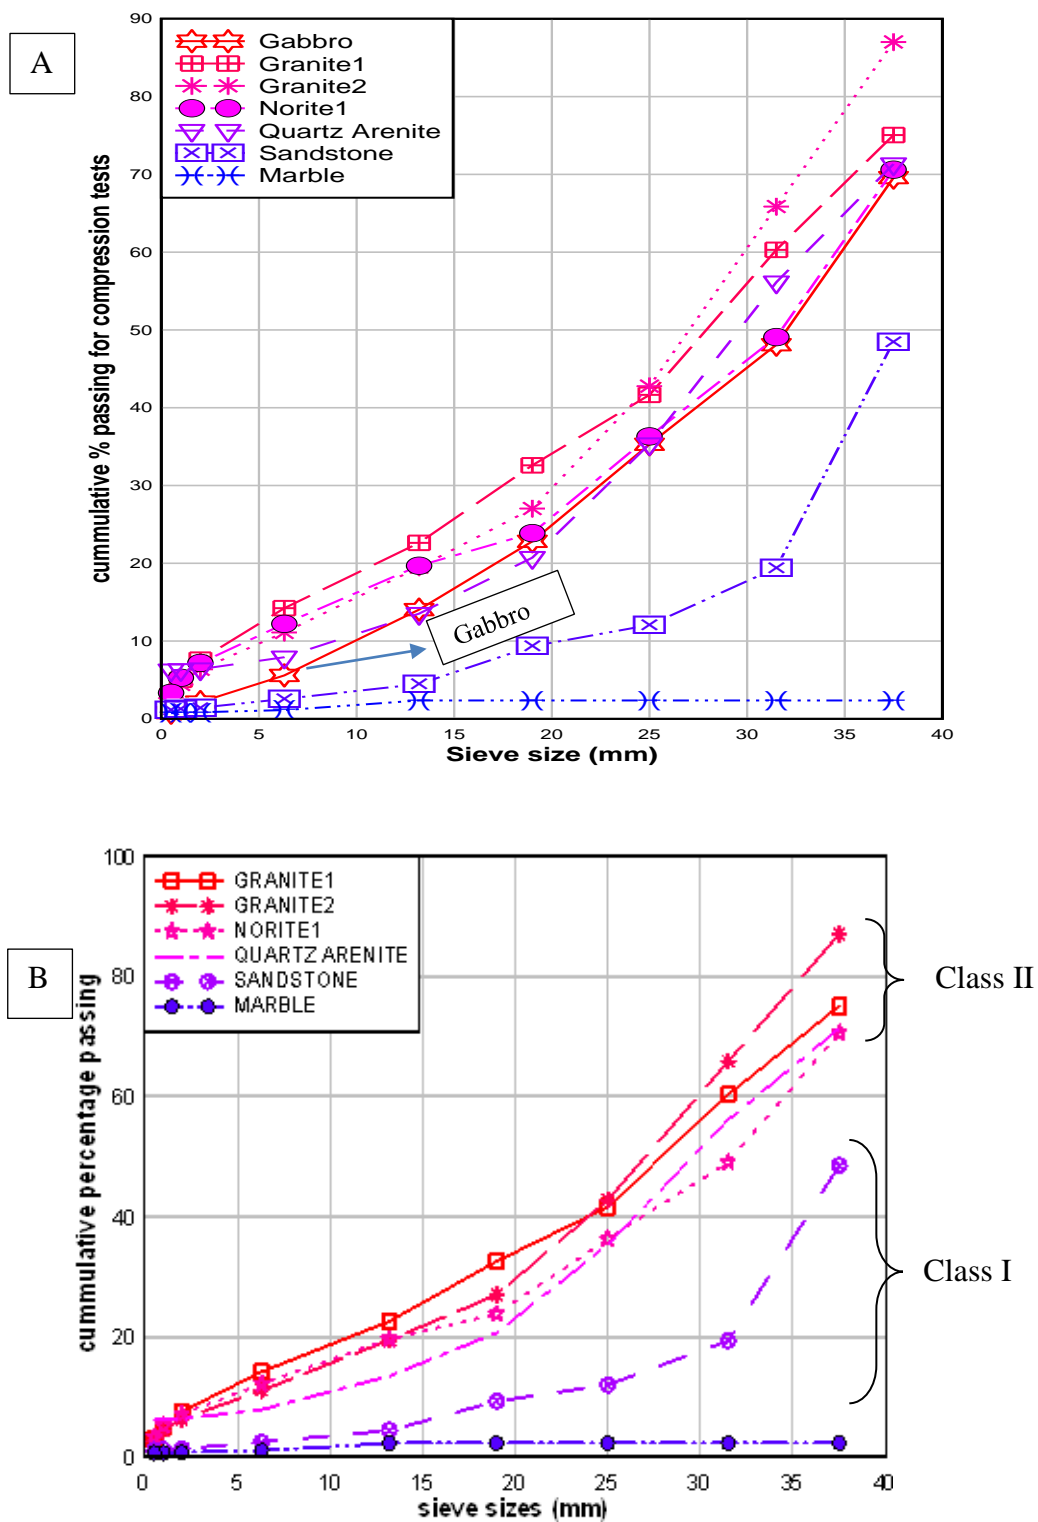 A
90
80
70
60
50
40
30
20
10
0
cummulative % passing for compression tests
Gabbro
Granite1
Granite2
Norite1
Quartz Arenite
Sandstone
Marble
Gabbro
0 5 10 15 20 25 30 35 40
Sieve size (mm)
B
100
80
60
40
20
0
cummulative percentage passing
GRANITE1
GRANITE2
NORITE1
QUARTZ ARENITE
SANDSTONE
MARBLE
Class II
Class I
0 5 10 15 20 25 30 35 40
sieve sizes (mm)